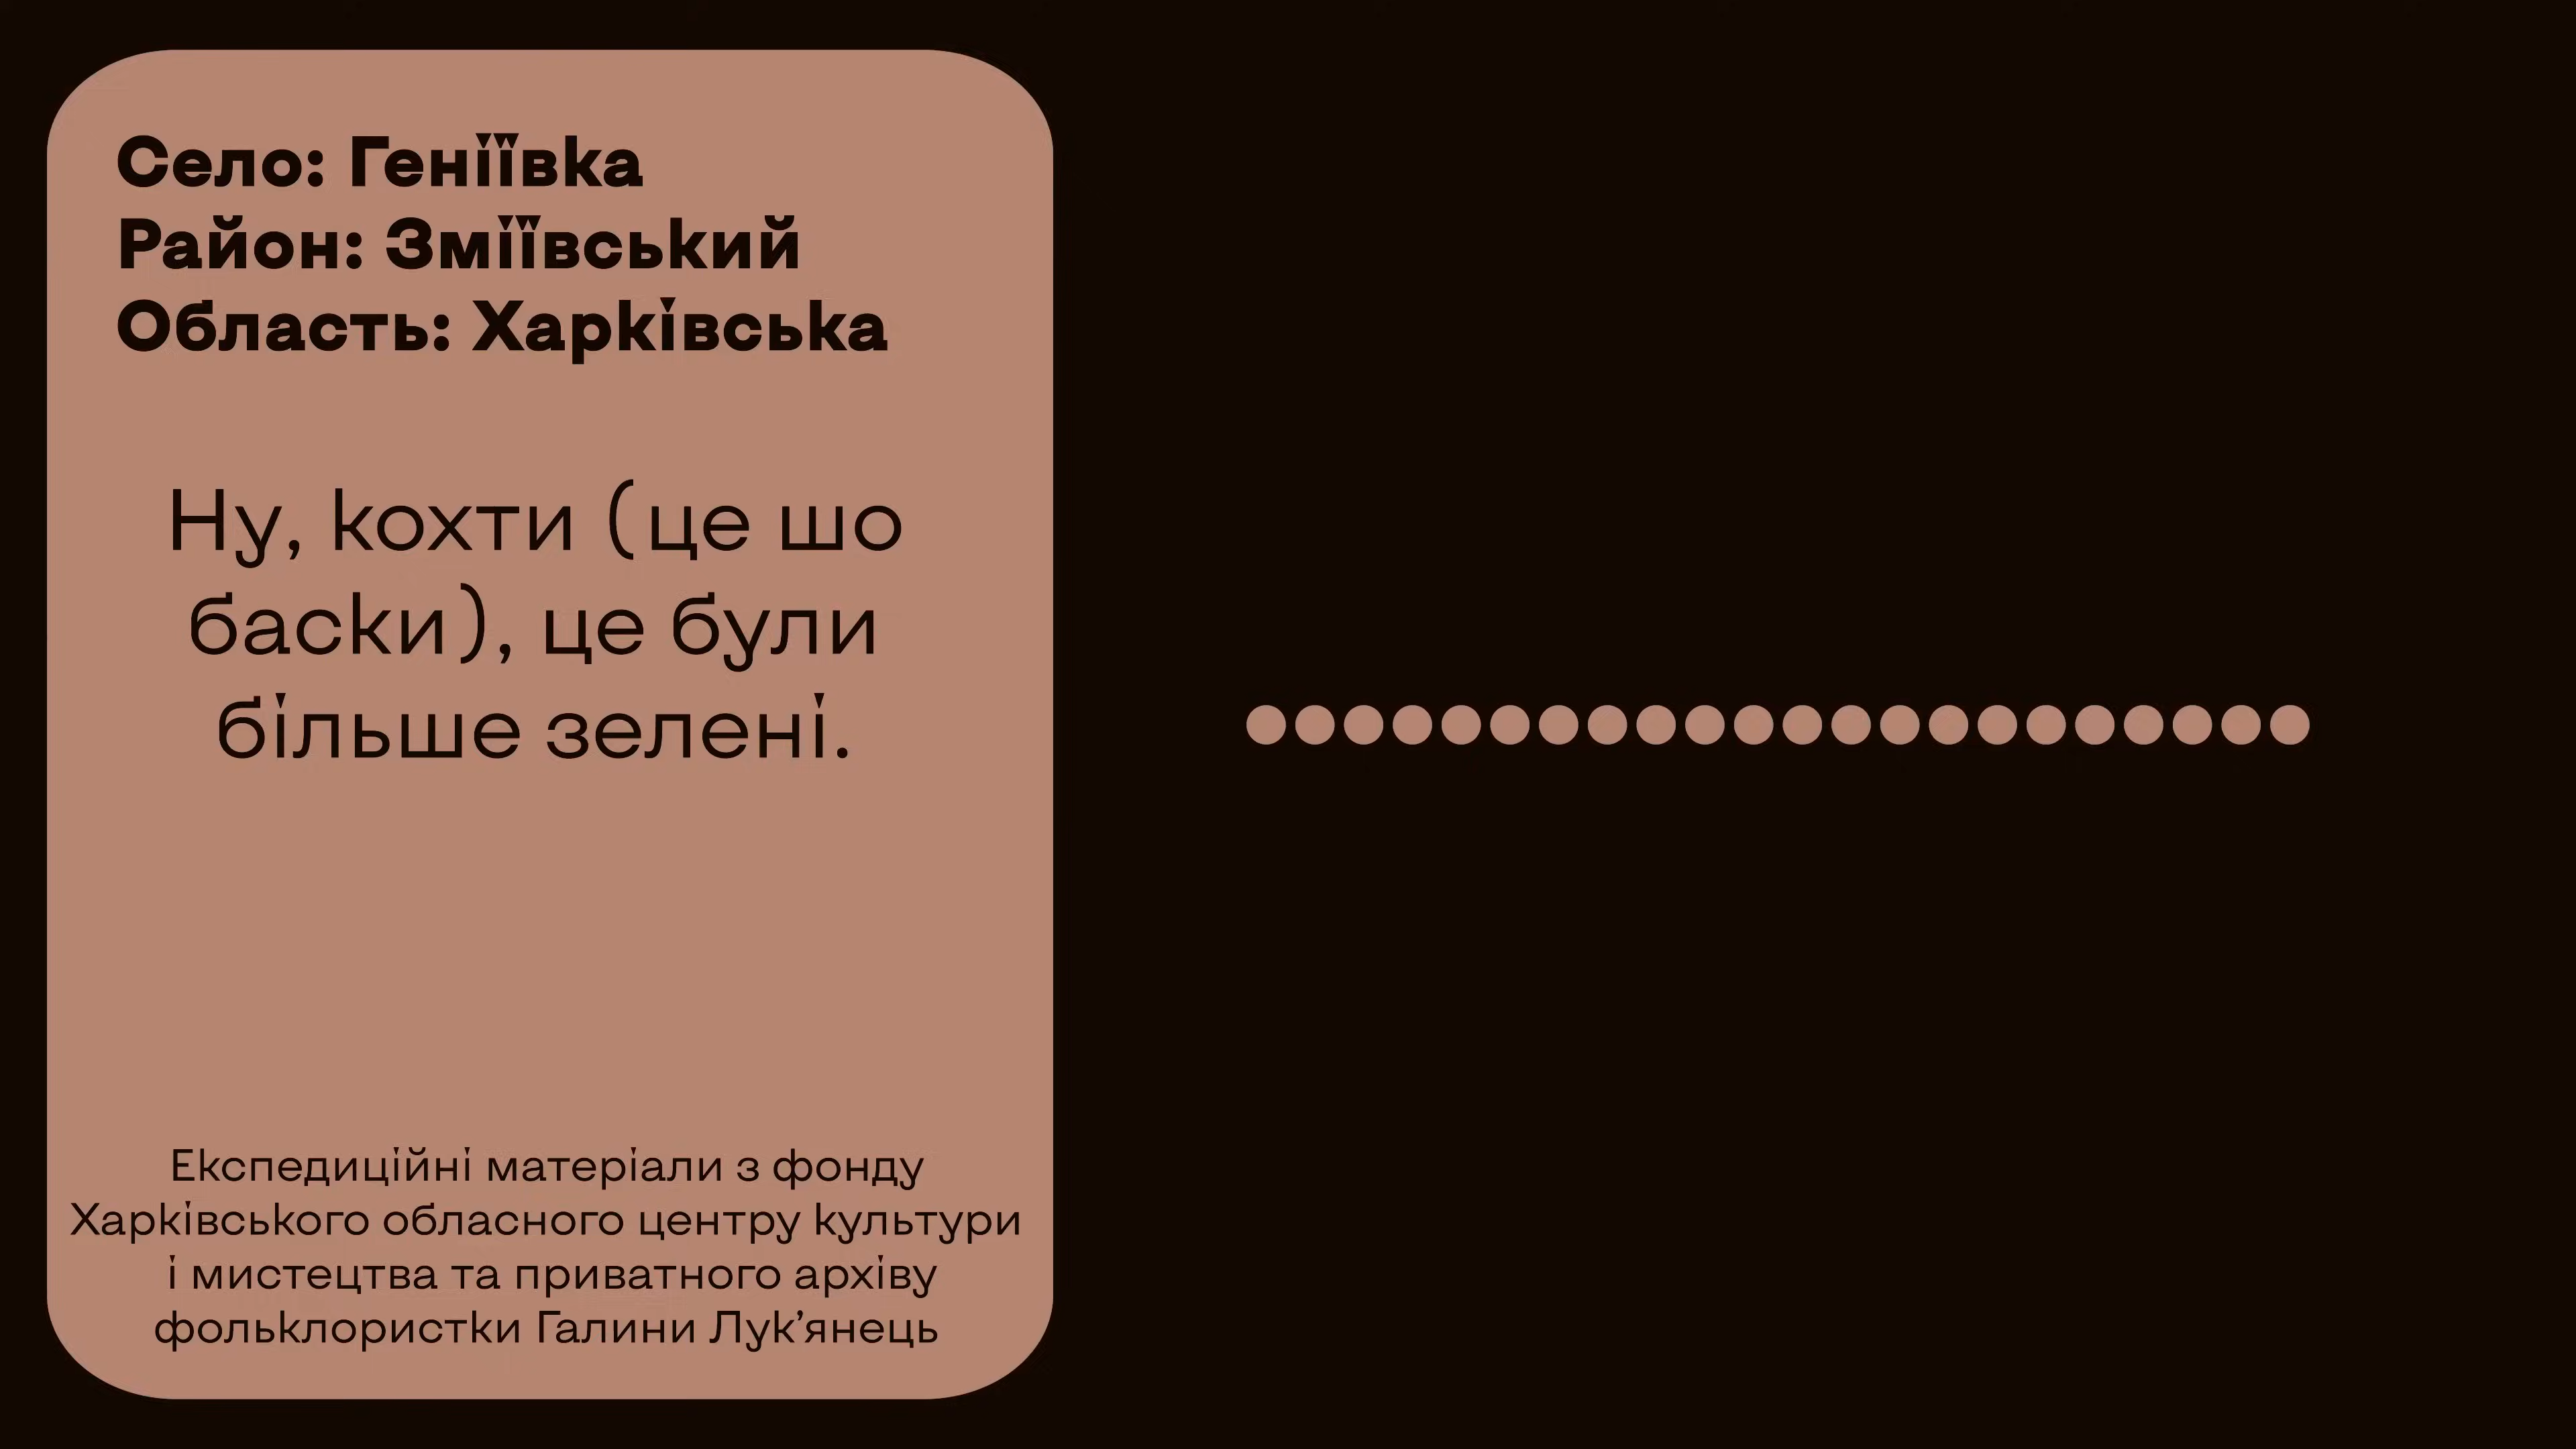 Село: Геніївка
Район: Зміївський
Область: Харківська
Ну, кохти (це шо
баски), це були
більше зелені.
Експедиційні матеріали з фонду
Харківського обласного центру культури
і мистецтва та приватного архіву
фольклористки Галини Лук’янець